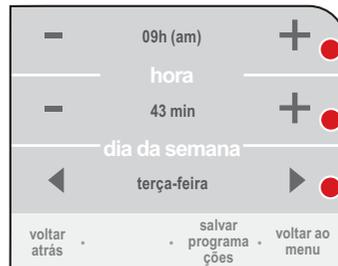 09h (am)
hora
43 min
dia da semana
terça-feira
voltar
atrás
salvar
programa
ções
voltar ao
menu